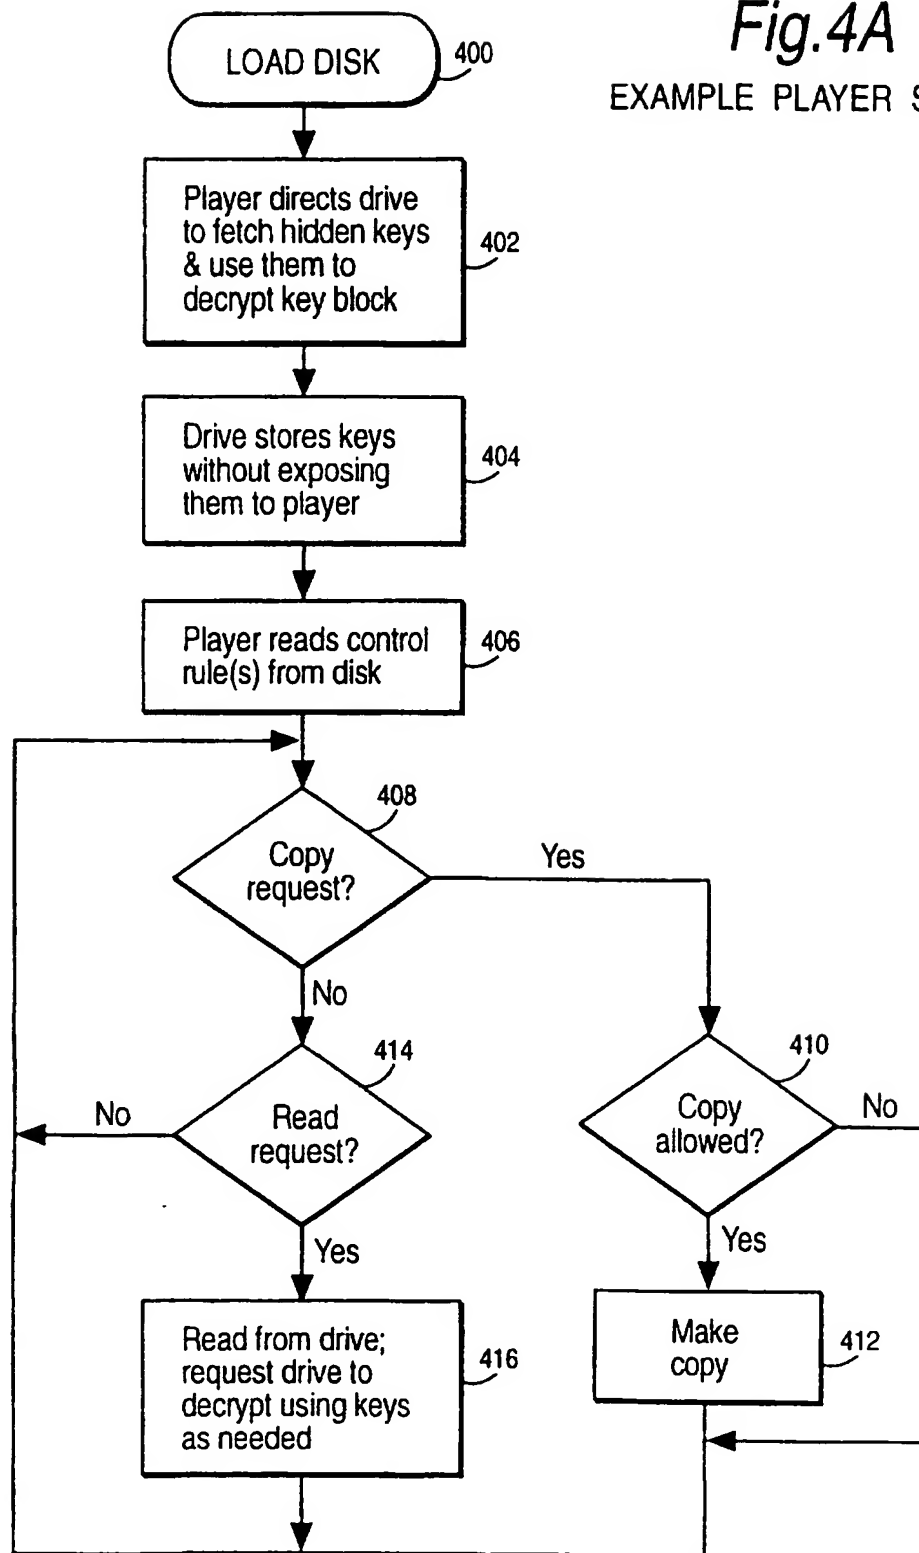 Fig.4A
EXAMPLE PLAYER S
LOAD DISK
400
Player directs drive
to fetch hidden keys
& use them to
decrypt key block
402
Drive stores keys
without exposing
them to player
404
Player reads control
rule(s) from disk
406
Copy
request?
408
Yes
No
Read
request?
414
No
Yes
Copy
allowed?
410
No
Yes
Read from drive;
request drive to
decrypt using keys
as needed
416
Make
copy
412